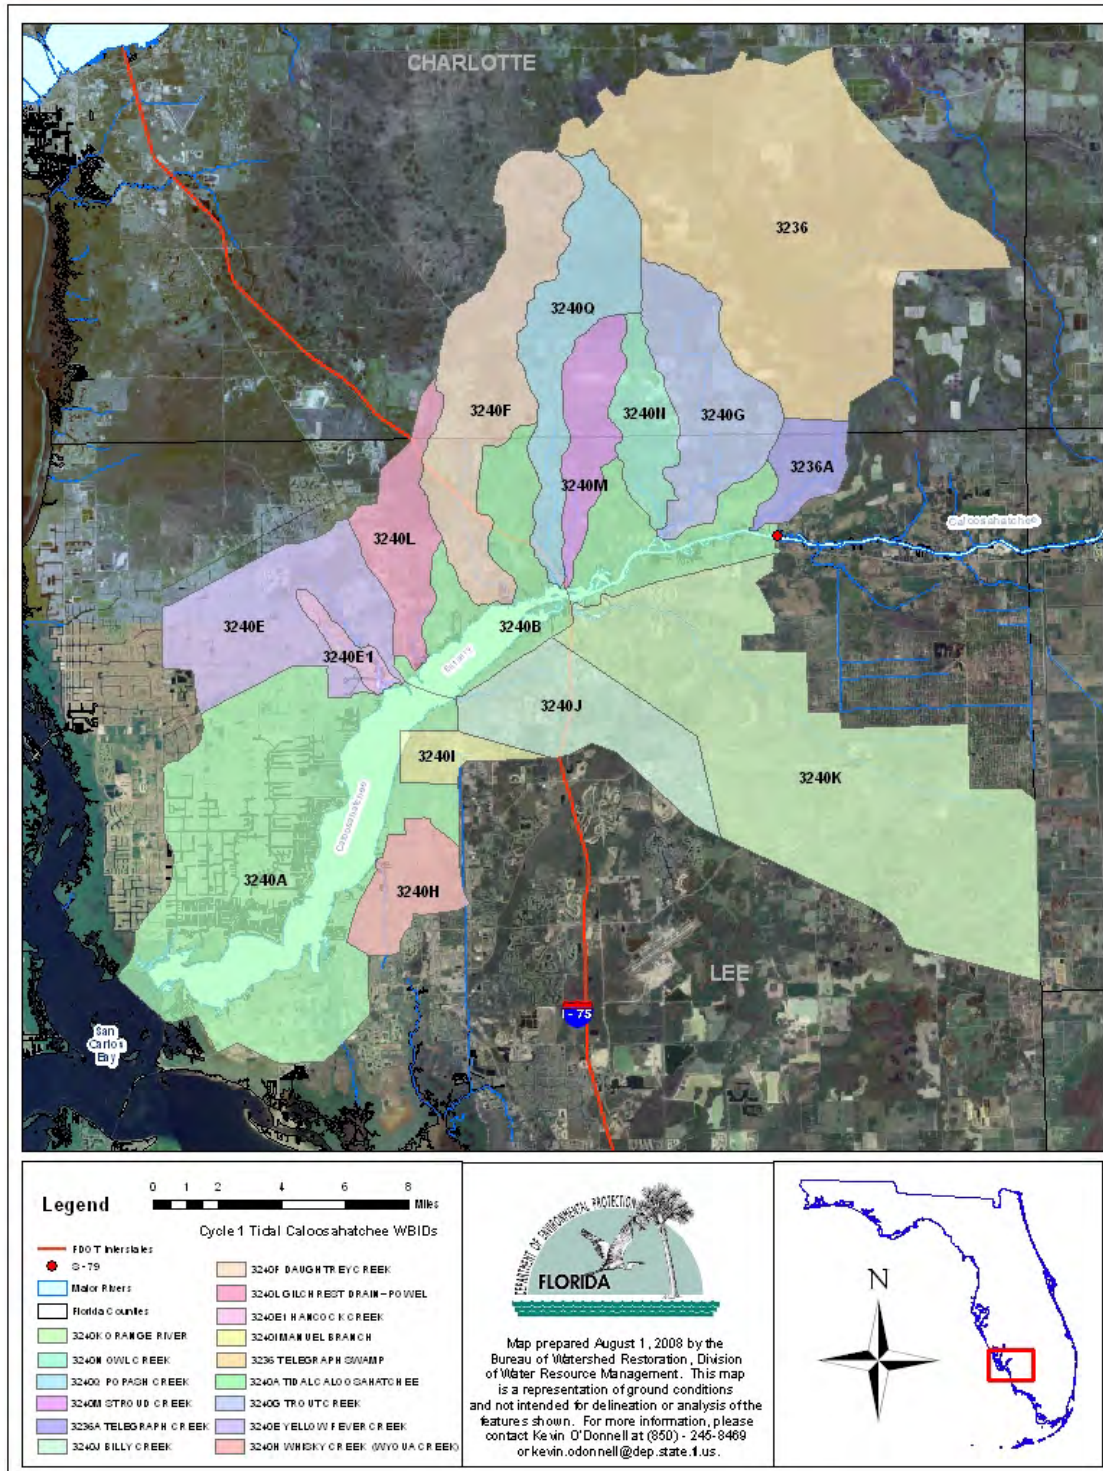 CHARLOTTE
3236
3240Q
3240F
3240N
3240G
3236A
3240M
Caloosahatchee
3240L
3240E
3240B
3240E1
Estuary
3240J
3240I
3240K
Caloosahatchee
3240A
3240H
LEE
I-75
San
Carlos
Bay
Legend
0 1 2 4 6 8
Miles
Cycle 1 Tidal Caloosahatchee WBIDs
FDOT Interstates
S-79
Major Rivers
Florida Counties
3240K ORANGE RIVER
3240N OWL CREEK
3240Q POPASH CREEK
3240M STROUD CREEK
3236A TELEGRAPH CREEK
3240J BILLY CREEK
3240F DAUGHTREY CREEK
3240L GILCHREST DRAIN-POWEL
3240E1 HANCOCK CREEK
3240I MANUEL BRANCH
3236 TELEGRAPH SWAMP
3240A TIDAL CALOOSAHATCHEE
3240G TROUT CREEK
3240E YELLOW FEVER CREEK
3240H WHISKY CREEK (WYOUA CREEK)
DEPARTMENT OF ENVIRONMENTAL PROTECTION
FLORIDA
Map prepared August 1, 2008 by the
Bureau of Watershed Restoration, Division
of Water Resource Management. This map
is a representation of ground conditions
and not intended for delineation or analysis of the
features shown. For more information, please
contact Kevin O'Donnell at (850) - 245-8469
or kevin.odonnell@dep.state.fl.us.
N